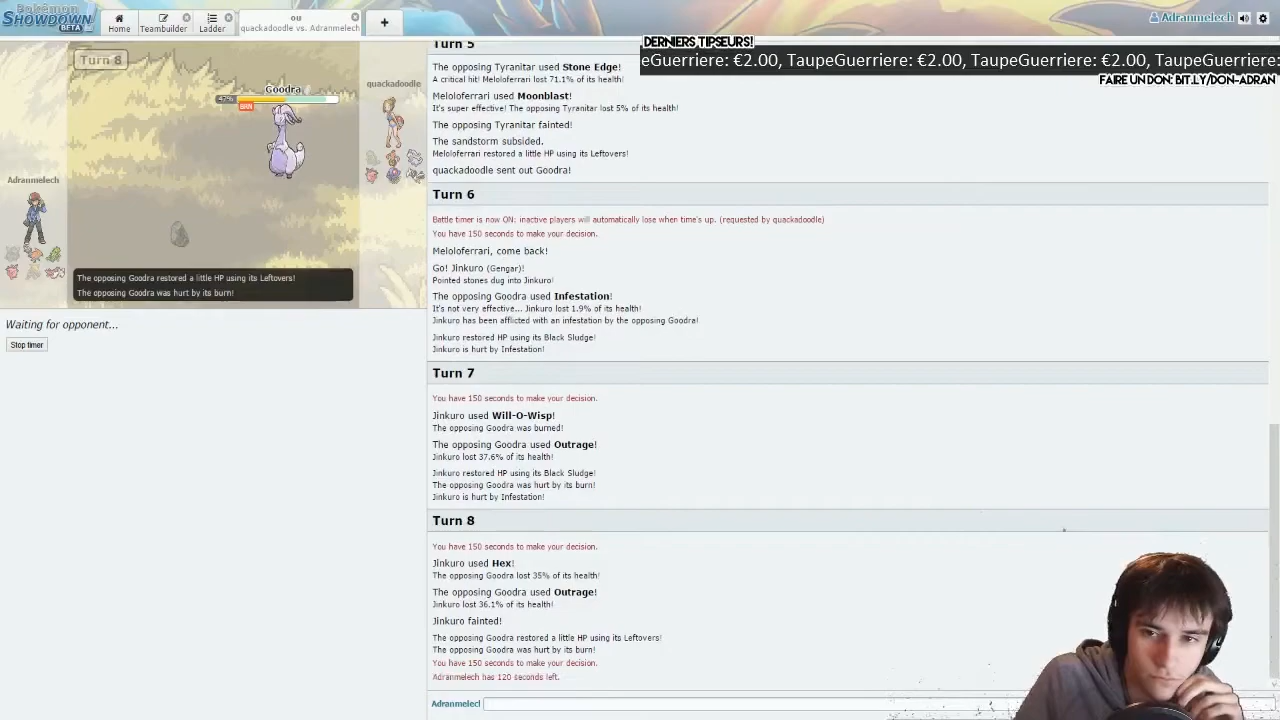 Pokémon
SHOWDOWN
BETA
Home
Teambuilder
Ladder
ou
quackadoodle vs. Adranmelech
+
Adranmelech
DERNIERS TIPSEURS!
eGuerriere: €2.00, TaupeGuerriere: €2.00, TaupeGuerriere: €2.00, TaupeGuerriere:
FAIRE UN DON: BIT.LY/DON-ADRAN
Turn 8
Goodra
47%
BRN
quackadoodle
Adranmelech
The opposing Goodra restored a little HP using its Leftovers!
The opposing Goodra was hurt by its burn!
Waiting for opponent...
Stop timer
Turn 5
The opposing Tyranitar used Stone Edge!
A critical hit! Meloloferrari lost 71.1% of its health!
Meloloferrari used Moonblast!
It's super effective! The opposing Tyranitar lost 5% of its health!
The opposing Tyranitar fainted!
The sandstorm subsided.
Meloloferrari restored a little HP using its Leftovers!
quackadoodle sent out Goodra!
Turn 6
Battle timer is now ON: inactive players will automatically lose when time's up. (requested by quackadoodle)
You have 150 seconds to make your decision.
Meloloferrari, come back!
Go! Jinkuro (Gengar)!
Pointed stones dug into Jinkuro!
The opposing Goodra used Infestation!
It's not very effective... Jinkuro lost 1.9% of its health!
Jinkuro has been afflicted with an infestation by the opposing Goodra!
Jinkuro restored HP using its Black Sludge!
Jinkuro is hurt by Infestation!
Turn 7
You have 150 seconds to make your decision.
Jinkuro used Will-O-Wisp!
The opposing Goodra was burned!
The opposing Goodra used Outrage!
Jinkuro lost 37.6% of its health!
Jinkuro restored HP using its Black Sludge!
The opposing Goodra was hurt by its burn!
Jinkuro is hurt by Infestation!
Turn 8
You have 150 seconds to make your decision.
Jinkuro used Hex!
The opposing Goodra lost 35% of its health!
The opposing Goodra used Outrage!
Jinkuro lost 36.1% of its health!
Jinkuro fainted!
The opposing Goodra restored a little HP using its Leftovers!
The opposing Goodra was hurt by its burn!
You have 150 seconds to make your decision.
Adranmelech has 120 seconds left.
Adranmelecl